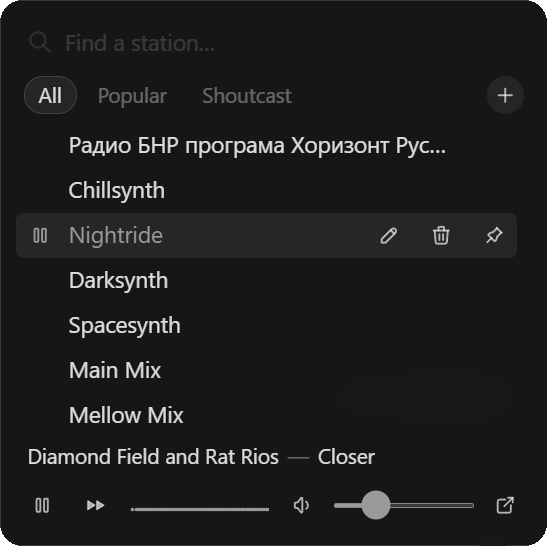 Find a station...
All Popular Shoutcast
Радио БНР програма Хоризонт Рус...
Chillsynth
Nightride
Darksynth
Spacesynth
Main Mix
Mellow Mix
Diamond Field and Rat Rios — Closer